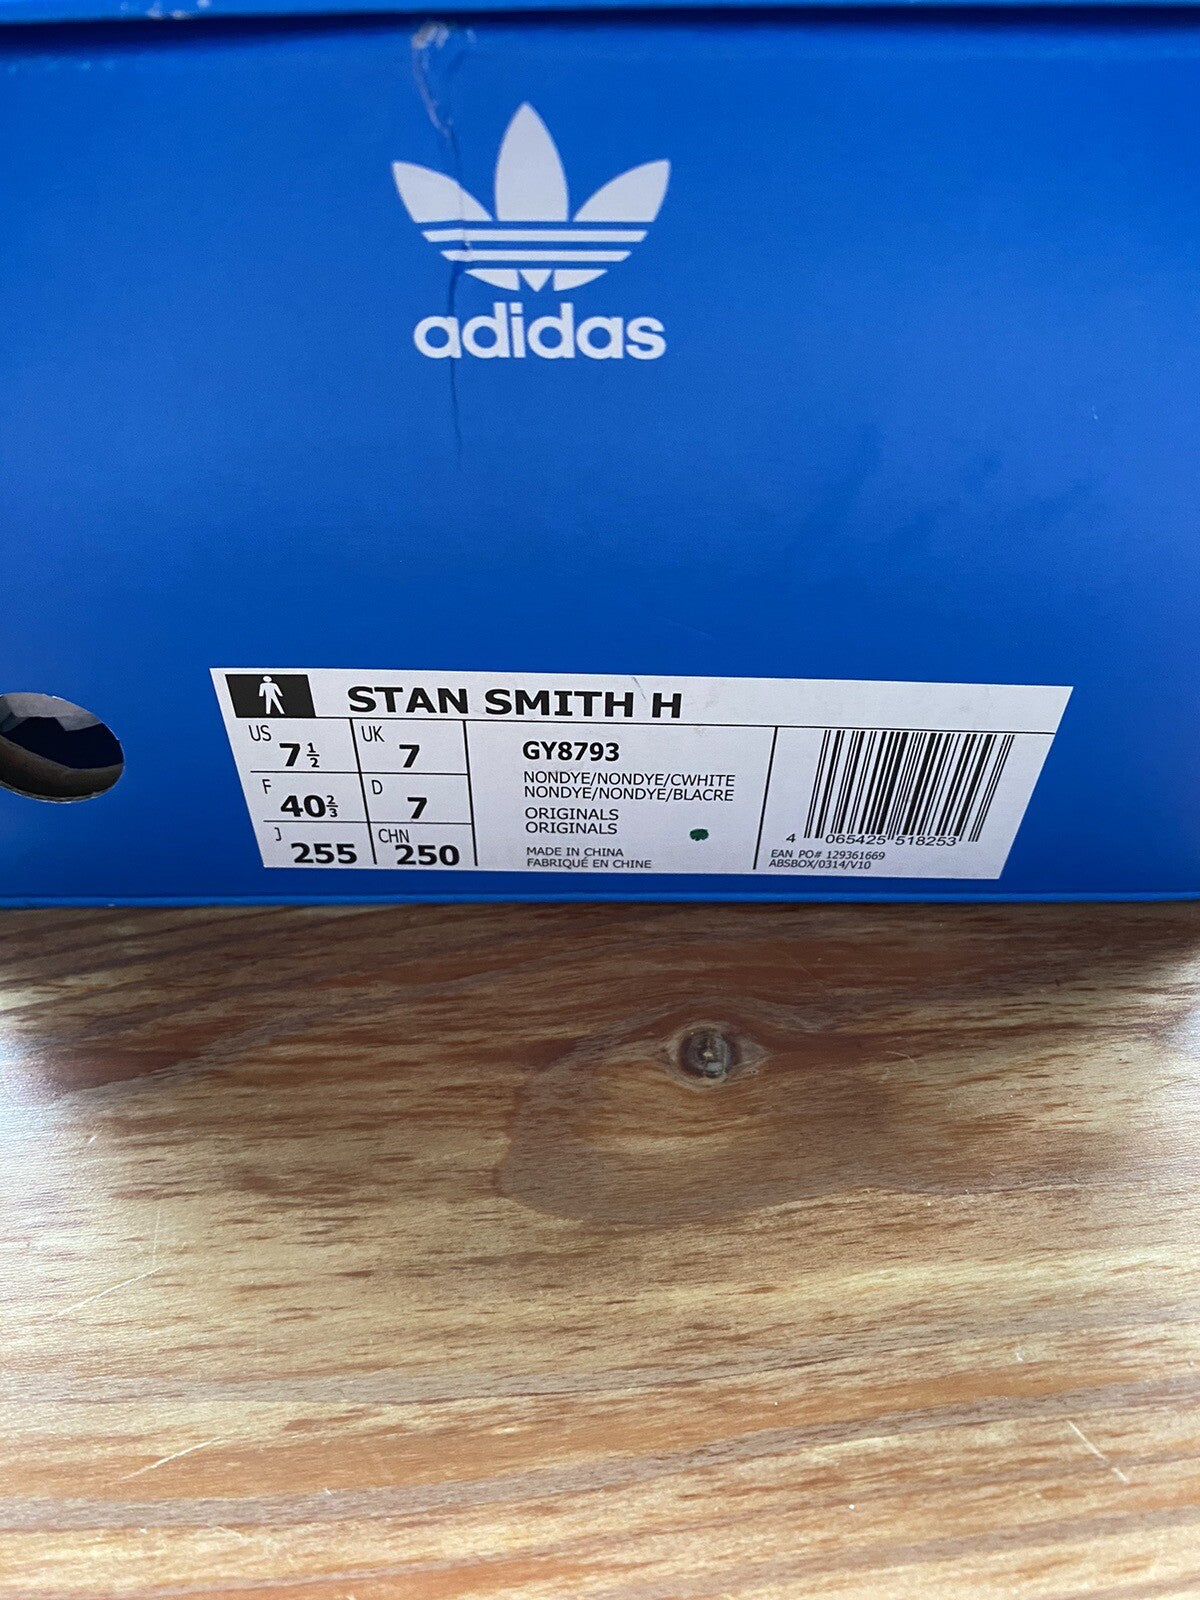 adidas
STAN SMITH H
US 7 1/2
UK 7
F 40 2/3
D 7
J 255
CHN 250
GY8793
NONDYE/NONDYE/CWHITE
NONDYE/NONDYE/BLACRE
ORIGINALS
ORIGINALS
MADE IN CHINA
FABRIQUÉ EN CHINE
4 065425 518253
EAN PO# 129361669
ABSBOX/0314/V10